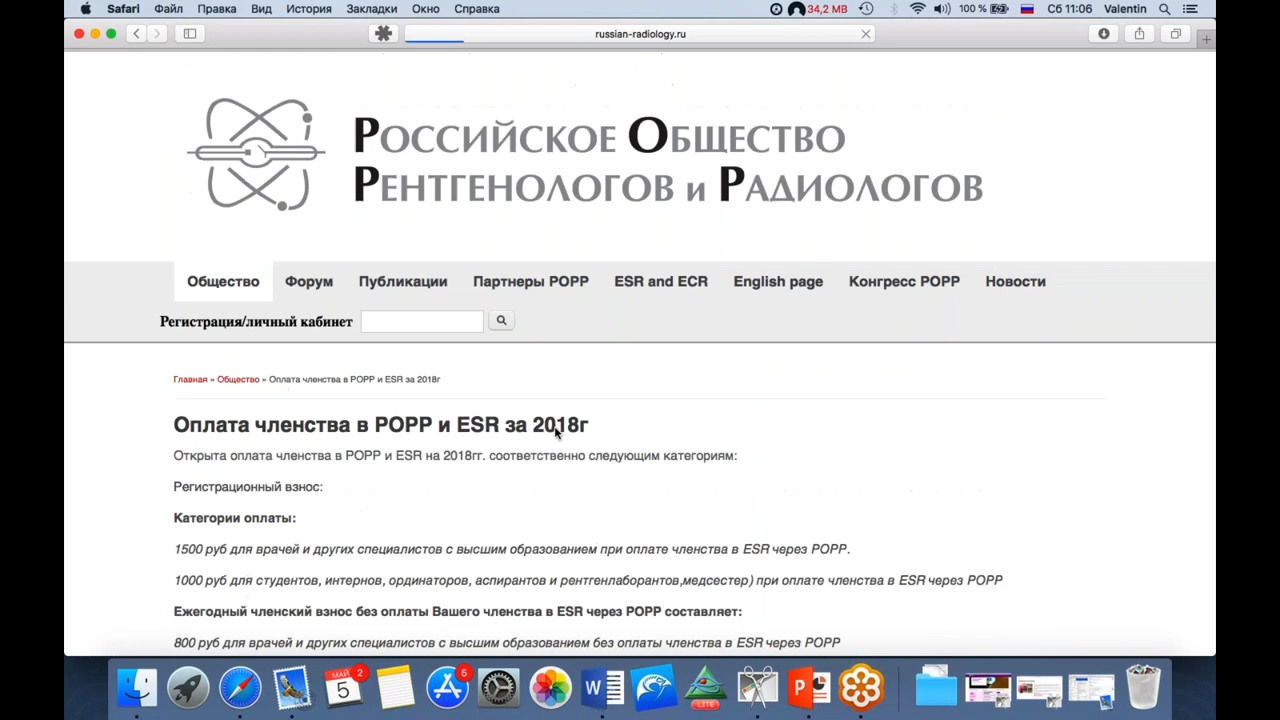 Safari Файл Правка Вид История Закладки Окно Справка 34,2 MB 100 % Сб 11:06 Valentin
russian-radiology.ru
Российское Общество
Рентгенологов и Радиологов
Общество Форум Публикации Партнеры РОРР ESR and ECR English page Конгресс РОРР Новости
Регистрация/личный кабинет
Главная » Общество » Оплата членства в РОРР и ESR за 2018г
Оплата членства в РОРР и ESR за 2018г
Открыта оплата членства в РОРР и ESR на 2018гг. соответственно следующим категориям:
Регистрационный взнос:
Категории оплаты:
1500 руб для врачей и других специалистов с высшим образованием при оплате членства в ESR через РОРР.
1000 руб для студентов, интернов, ординаторов, аспирантов и рентгенлаборантов,медсестер) при оплате членства в ESR через РОРР
Ежегодный членский взнос без оплаты Вашего членства в ESR через РОРР составляет:
800 руб для врачей и других специалистов с высшим образованием без оплаты членства в ESR через РОРР
МАЙ 5 2 5 W LITE P